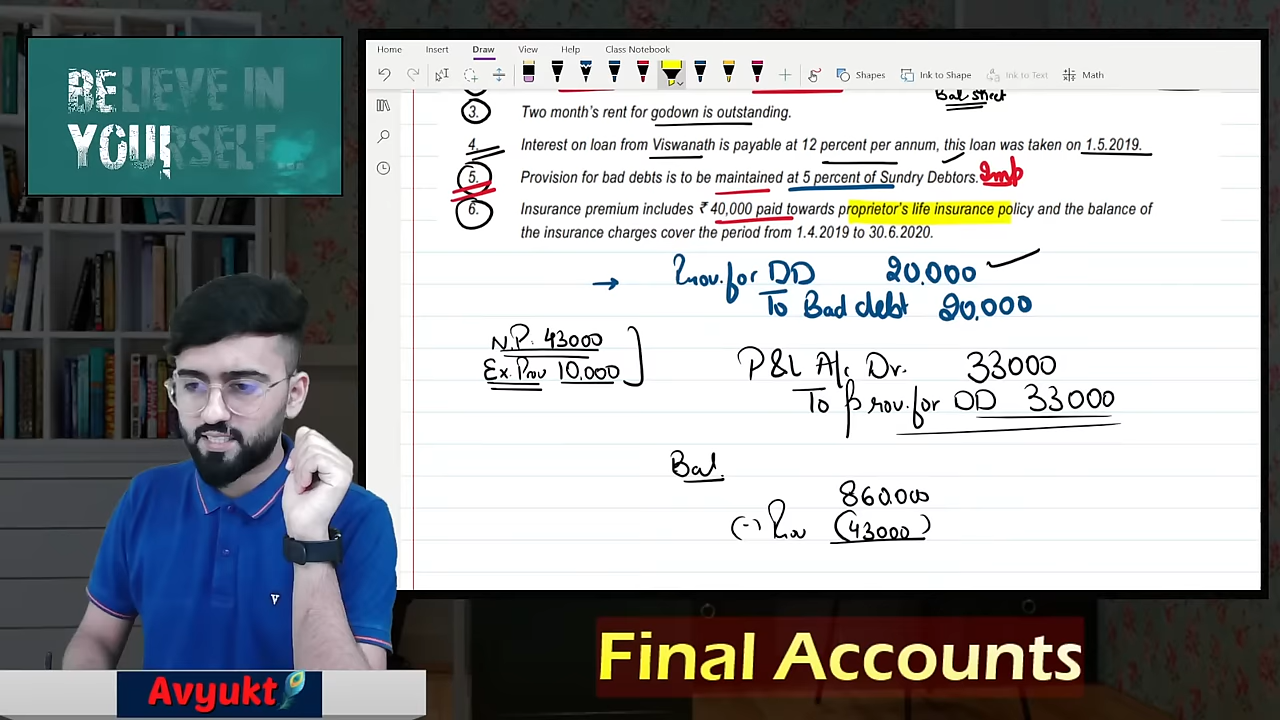 BELIEVE IN
YOURSELF...
Home Insert Draw View Help Class Notebook
Shapes Ink to Shape Ink to Text Math
Bal sheet
3. Two month's rent for godown is outstanding.
4. Interest on loan from Viswanath is payable at 12 percent per annum, this loan was taken on 1.5.2019.
5. Provision for bad debts is to be maintained at 5 percent of Sundry Debtors. Imp
6. Insurance premium includes ₹ 40,000 paid towards proprietor's life insurance policy and the balance of
the insurance charges cover the period from 1.4.2019 to 30.6.2020.
→ Prov. for DD 20,000
To Bad debt 20,000
N.P. 43000
Ex. Prov 10,000
P&L A/c Dr. 33000
To Prov. for DD 33000
Bal.
860,000
(-) Prov (43000)
Final Accounts
Avyukt